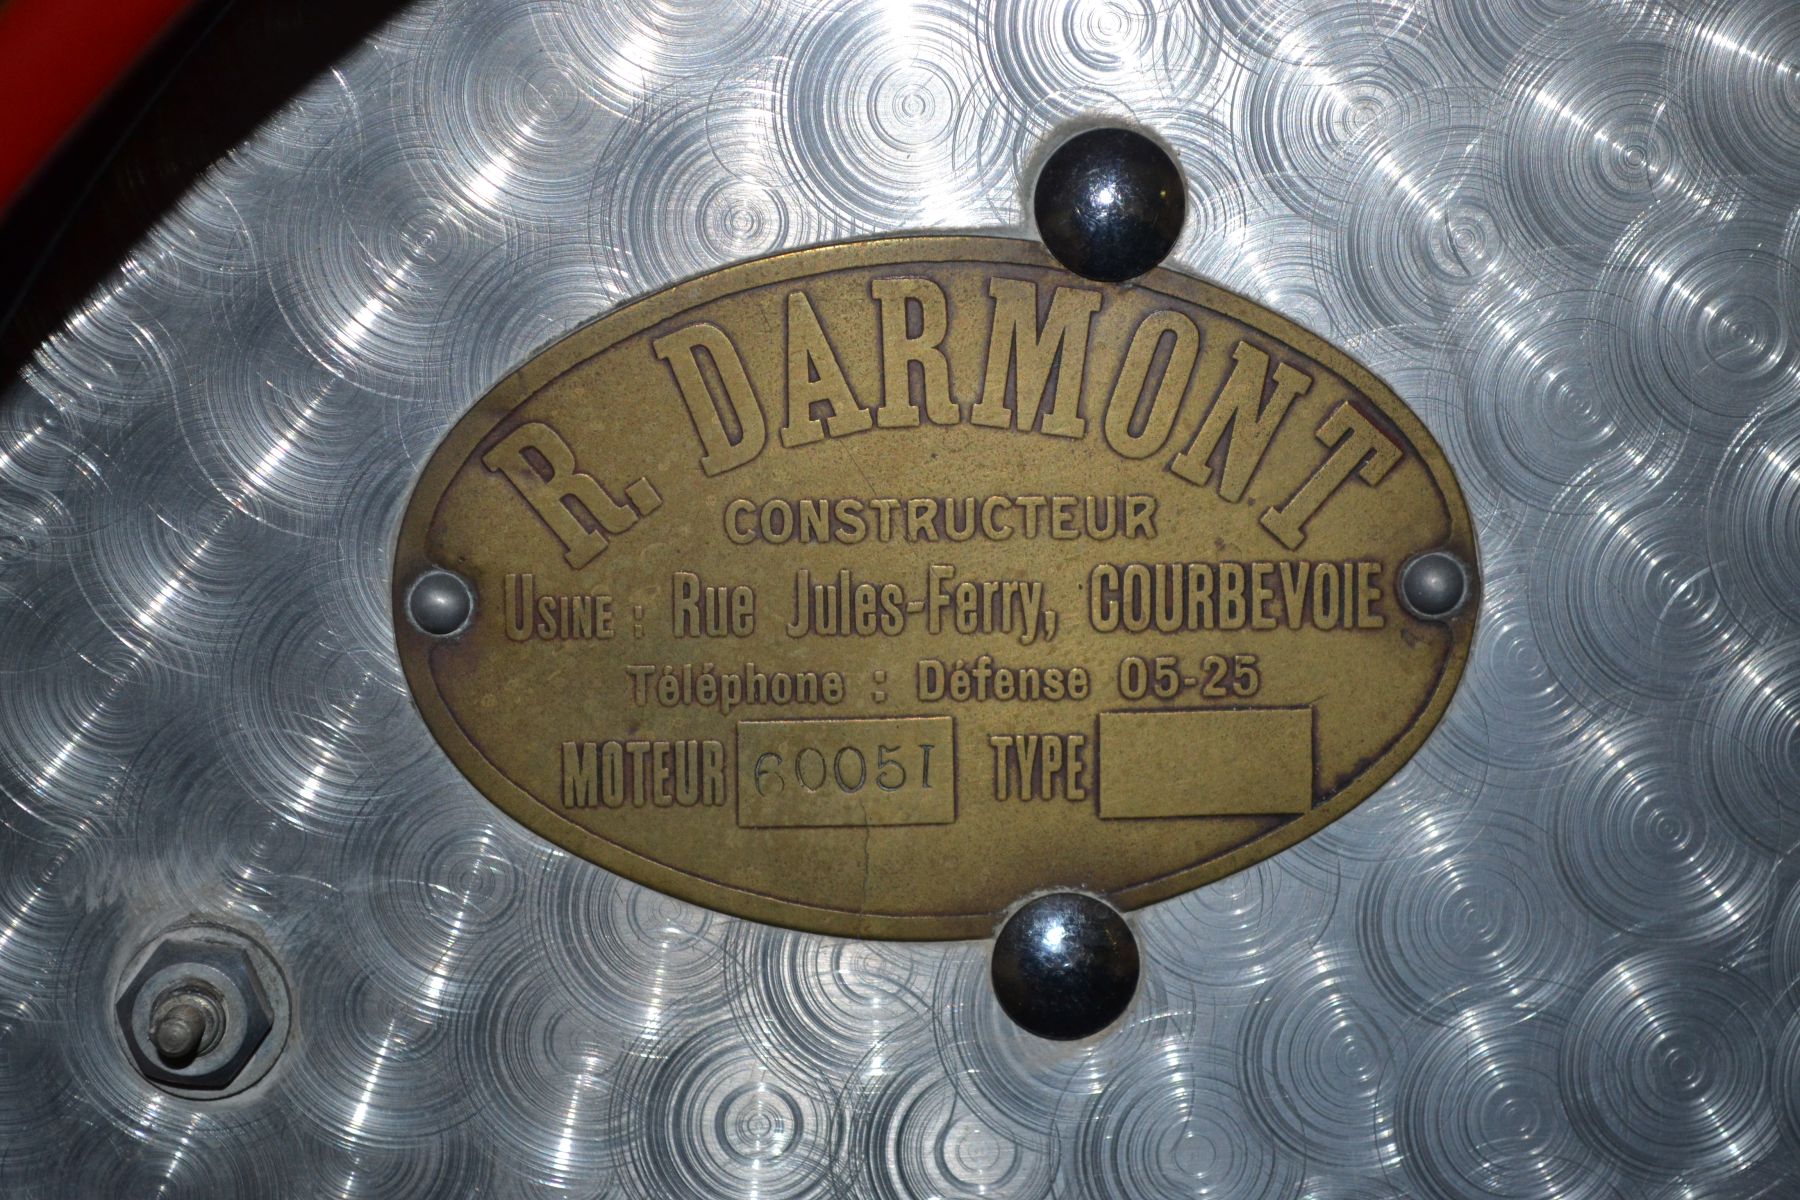 R. DARMONT
CONSTRUCTEUR
USINE : Rue Jules-Ferry, COURBEVOIE
Téléphone : Défense 05-25
MOTEUR 60051 TYPE